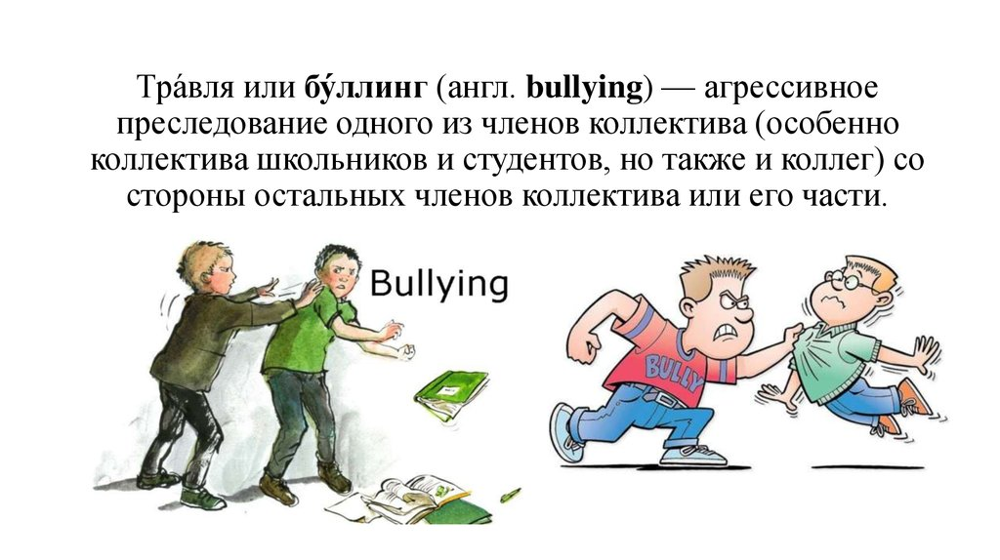 Тра́вля или бу́ллинг (англ. bullying) — агрессивное
преследование одного из членов коллектива (особенно
коллектива школьников и студентов, но также и коллег) со
стороны остальных членов коллектива или его части.
Bullying
BULLY